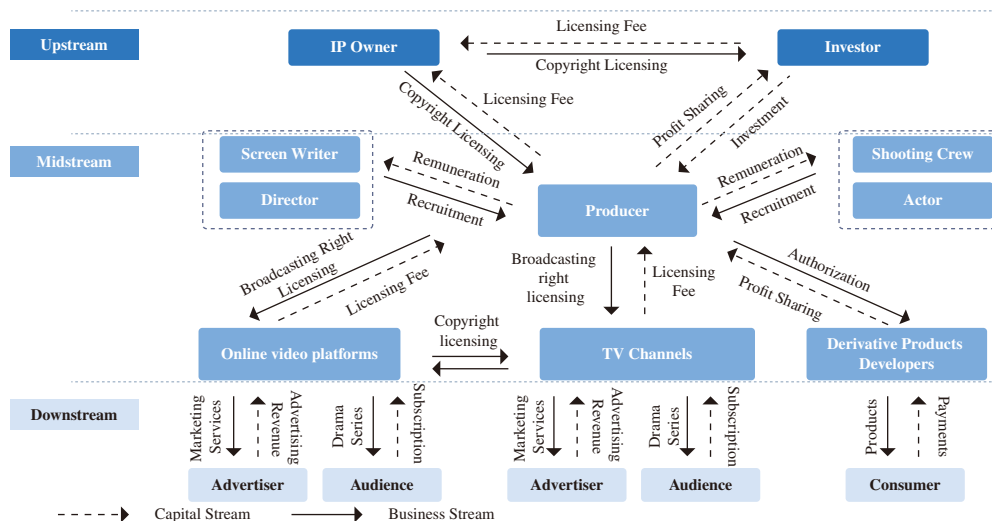 Licensing Fee
Upstream
IP Owner
Investor
Copyright Licensing
Licensing Fee
Copyright Licensing
Profit Sharing
Investment
Midstream
Screen Writer
Director
Remuneration
Recruitment
Producer
Remuneration
Recruitment
Shooting Crew
Actor
Broadcasting Right
Licensing
Licensing Fee
Broadcasting
right
licensing
Licensing
Fee
Authorization
Profit Sharing
Online video platforms
Copyright
licensing
TV Channels
Derivative Products
Developers
Downstream
Marketing
Services
Advertising
Revenue
Drama
Series
Subscription
Marketing
Services
Advertising
Revenue
Drama
Series
Subscription
Products
Payments
Advertiser
Audience
Advertiser
Audience
Consumer
Capital Stream
Business Stream